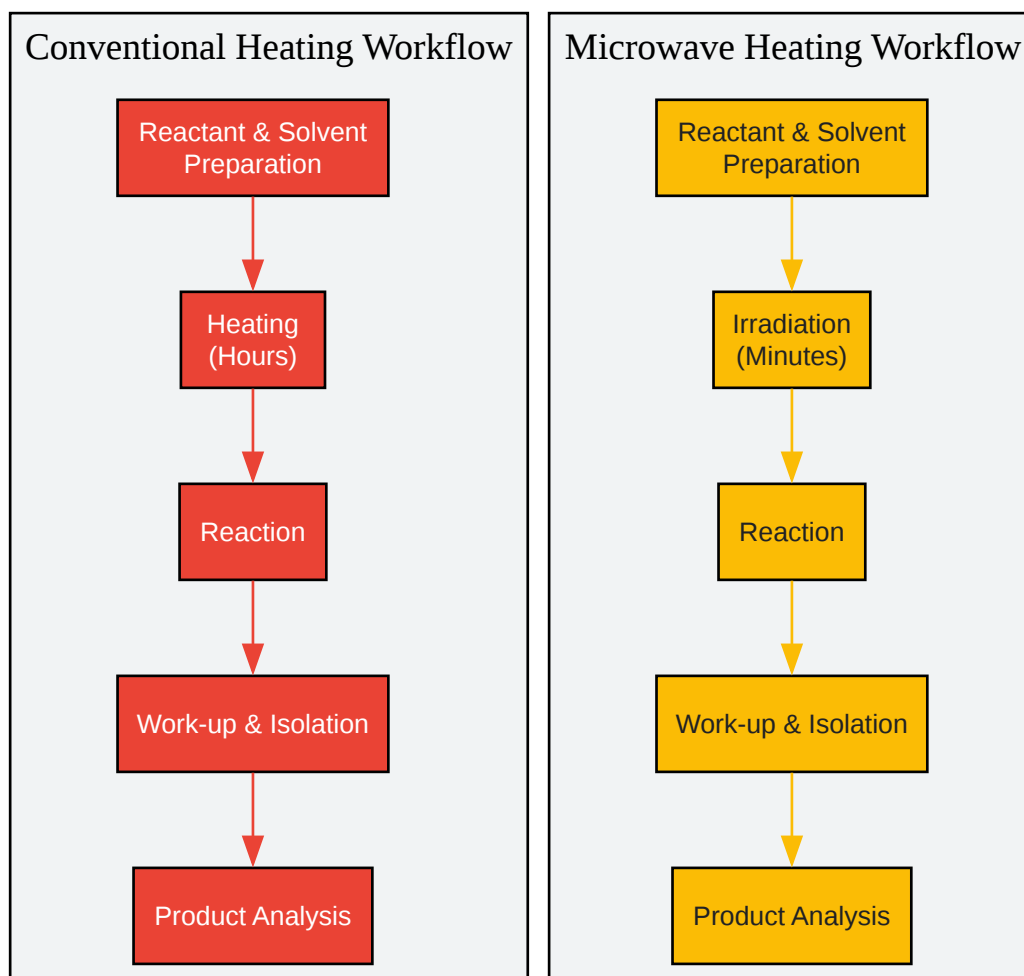 Conventional Heating Workflow
Reactant & Solvent
Preparation
Heating
(Hours)
Reaction
Work-up & Isolation
Product Analysis
Microwave Heating Workflow
Reactant & Solvent
Preparation
Irradiation
(Minutes)
Reaction
Work-up & Isolation
Product Analysis